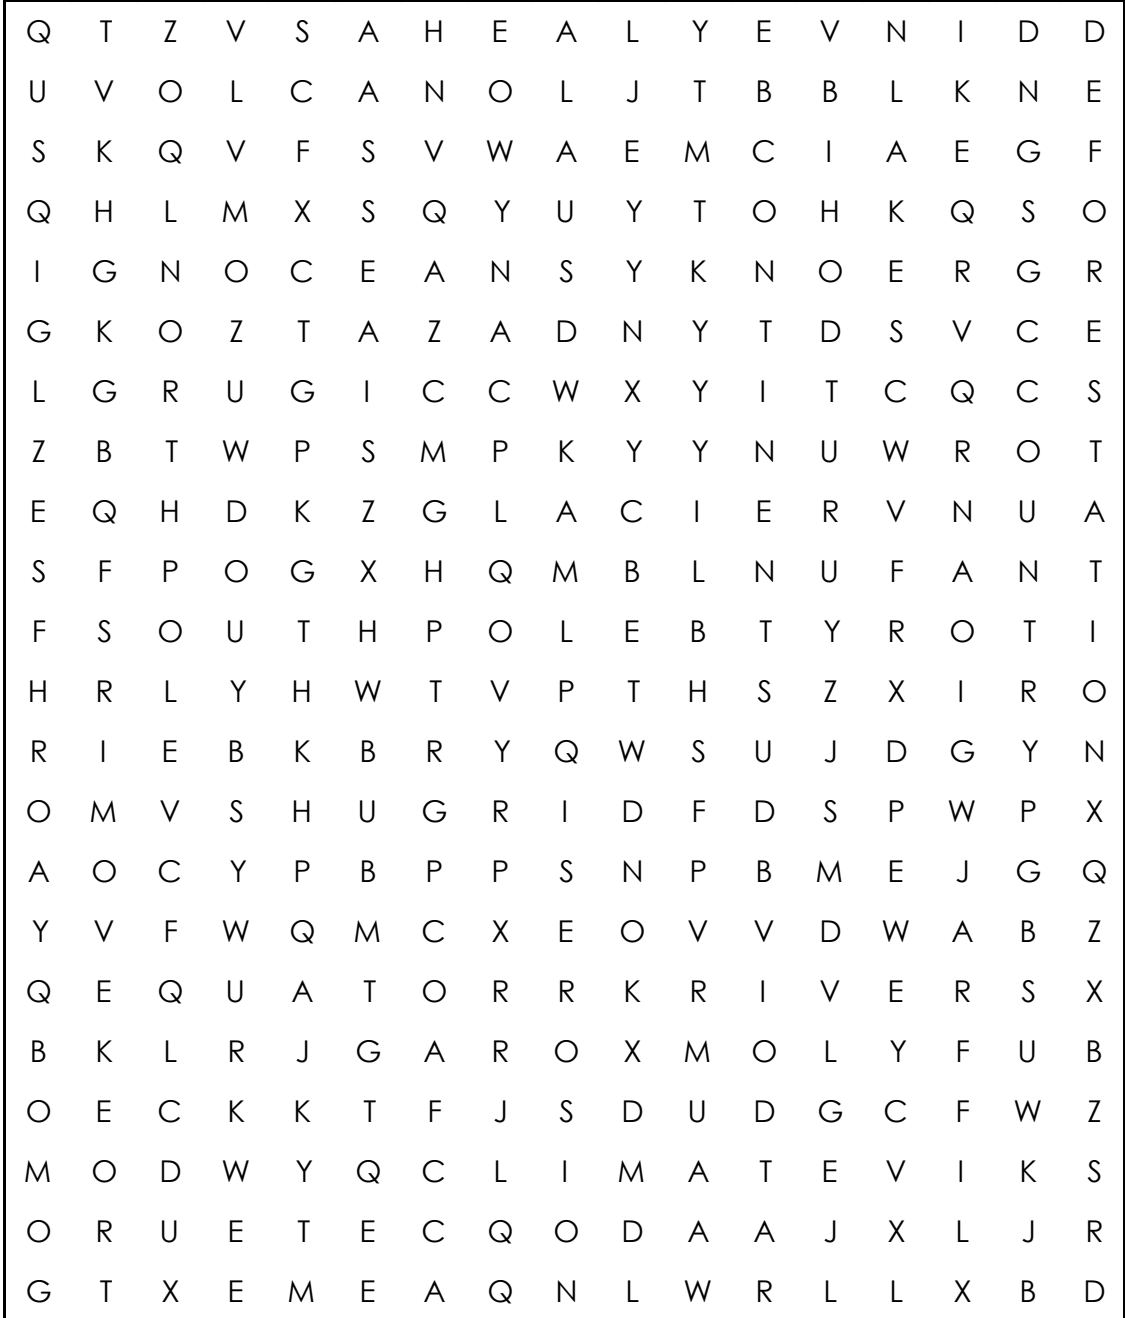 Q T Z V S A H E A L Y E V N I D D
U V O L C A N O L J T B B L K N E
S K Q V F S V W A E M C I A E G F
Q H L M X S Q Y U Y T O H K Q S O
I G N O C E A N S Y K N O E R G R
G K O Z T A Z A D N Y T D S V C E
L G R U G I C C W X Y I T C Q C S
Z B T W P S M P K Y Y N U W R O T
E Q H D K Z G L A C I E R V N U A
S F P O G X H Q M B L N U F A N T
F S O U T H P O L E B T Y R O T I
H R L Y H W T V P T H S Z X I R O
R I E B K B R Y Q W S U J D G Y N
O M V S H U G R I D F D S P W P X
A O C Y P B P P S N P B M E J G Q
Y V F W Q M C X E O V V D W A B Z
Q E Q U A T O R R K R I V E R S X
B K L R J G A R O X M O L Y F U B
O E C K K T F J S D U D G C F W Z
M O D W Y Q C L I M A T E V I K S
O R U E T E C Q O D A A J X L J R
G T X E M E A Q N L W R L L X B D